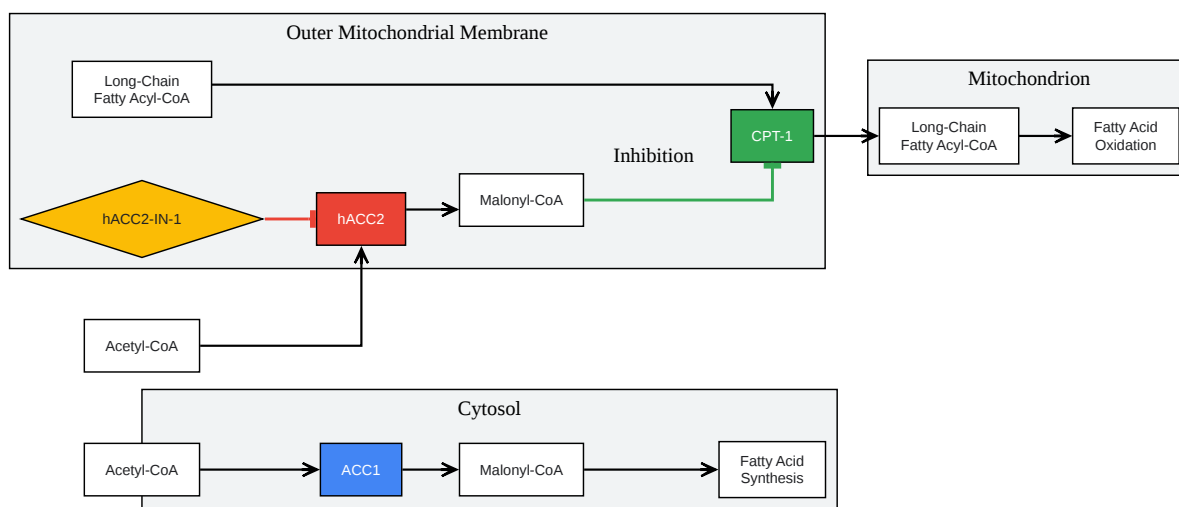 Outer Mitochondrial Membrane
Long-Chain
Fatty Acyl-CoA
CPT-1
Inhibition
hACC2-IN-1
hACC2
Malonyl-CoA
Mitochondrion
Long-Chain
Fatty Acyl-CoA
Fatty Acid
Oxidation
Acetyl-CoA
Cytosol
Acetyl-CoA
ACC1
Malonyl-CoA
Fatty Acid
Synthesis